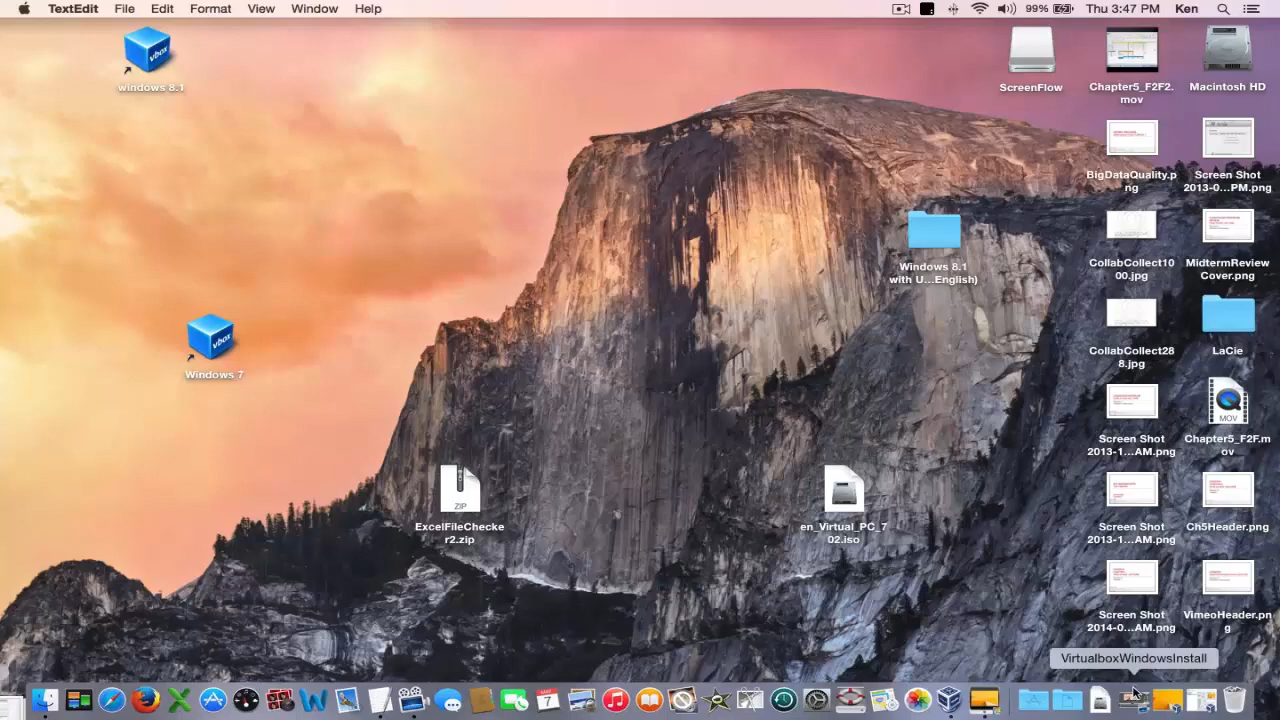 TextEdit File Edit Format View Window Help 99% Thu 3:47 PM Ken
vbox
windows 8.1
ScreenFlow
Chapter5_F2F2.
mov
Macintosh HD
BigDataQuality.p
ng
Screen Shot
2013-0...PM.png
Windows 8.1
with U...English)
CollabCollect10
00.jpg
MidtermReview
Cover.png
vbox
Windows 7
CollabCollect28
8.jpg
LaCie
MOV
Screen Shot
2013-1...AM.png
Chapter5_F2F.m
ov
ZIP
ExcelFileChecke
r2.zip
en_Virtual_PC_7
02.iso
Screen Shot
2013-1...AM.png
Ch5Header.png
Screen Shot
2014-0...AM.png
VimeoHeader.pn
g
VirtualboxWindowsInstall
7